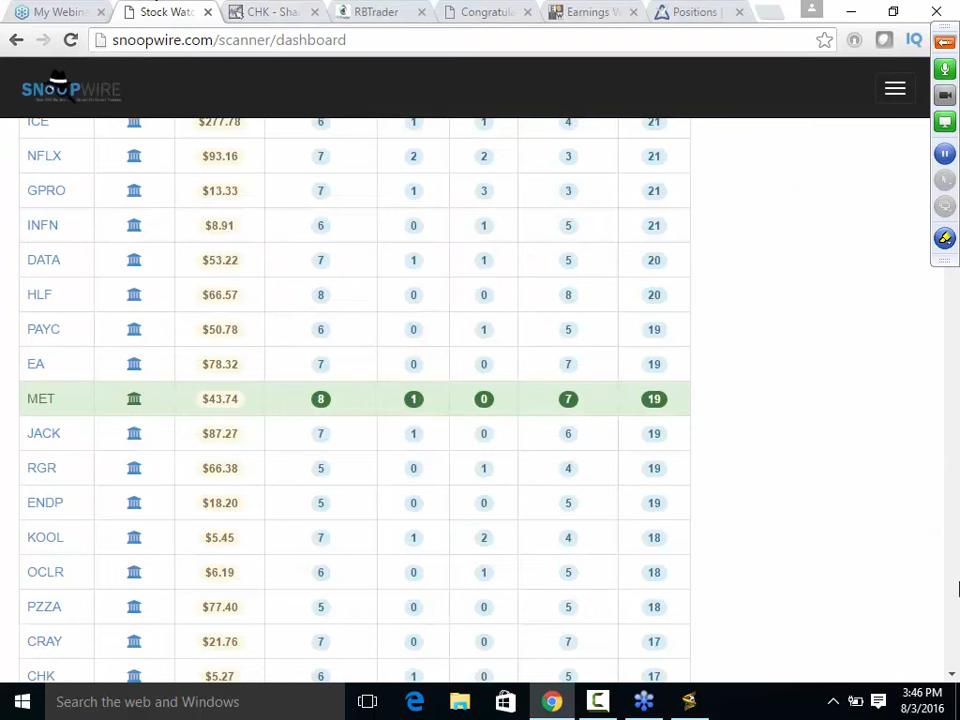 My Webin
Stock Watc
CHK - Sha
RBTrader
Congratula
Earnings W
Positions |
snoopwire.com/scanner/dashboard
IQ
SNOOPWIRE
ICE $277.78 6 1 1 4 21
NFLX $93.16 7 2 2 3 21
GPRO $13.33 7 1 3 3 21
INFN $8.91 6 0 1 5 21
DATA $53.22 7 1 1 5 20
HLF $66.57 8 0 0 8 20
PAYC $50.78 6 0 1 5 19
EA $78.32 7 0 0 7 19
MET $43.74 8 1 0 7 19
JACK $87.27 7 1 0 6 19
RGR $66.38 5 0 1 4 19
ENDP $18.20 5 0 0 5 19
KOOL $5.45 7 1 2 4 18
OCLR $6.19 6 0 1 5 18
PZZA $77.40 5 0 0 5 18
CRAY $21.76 7 0 0 7 17
CHK $5.27 6 1 0 5 17
Search the web and Windows
3:46 PM
8/3/2016